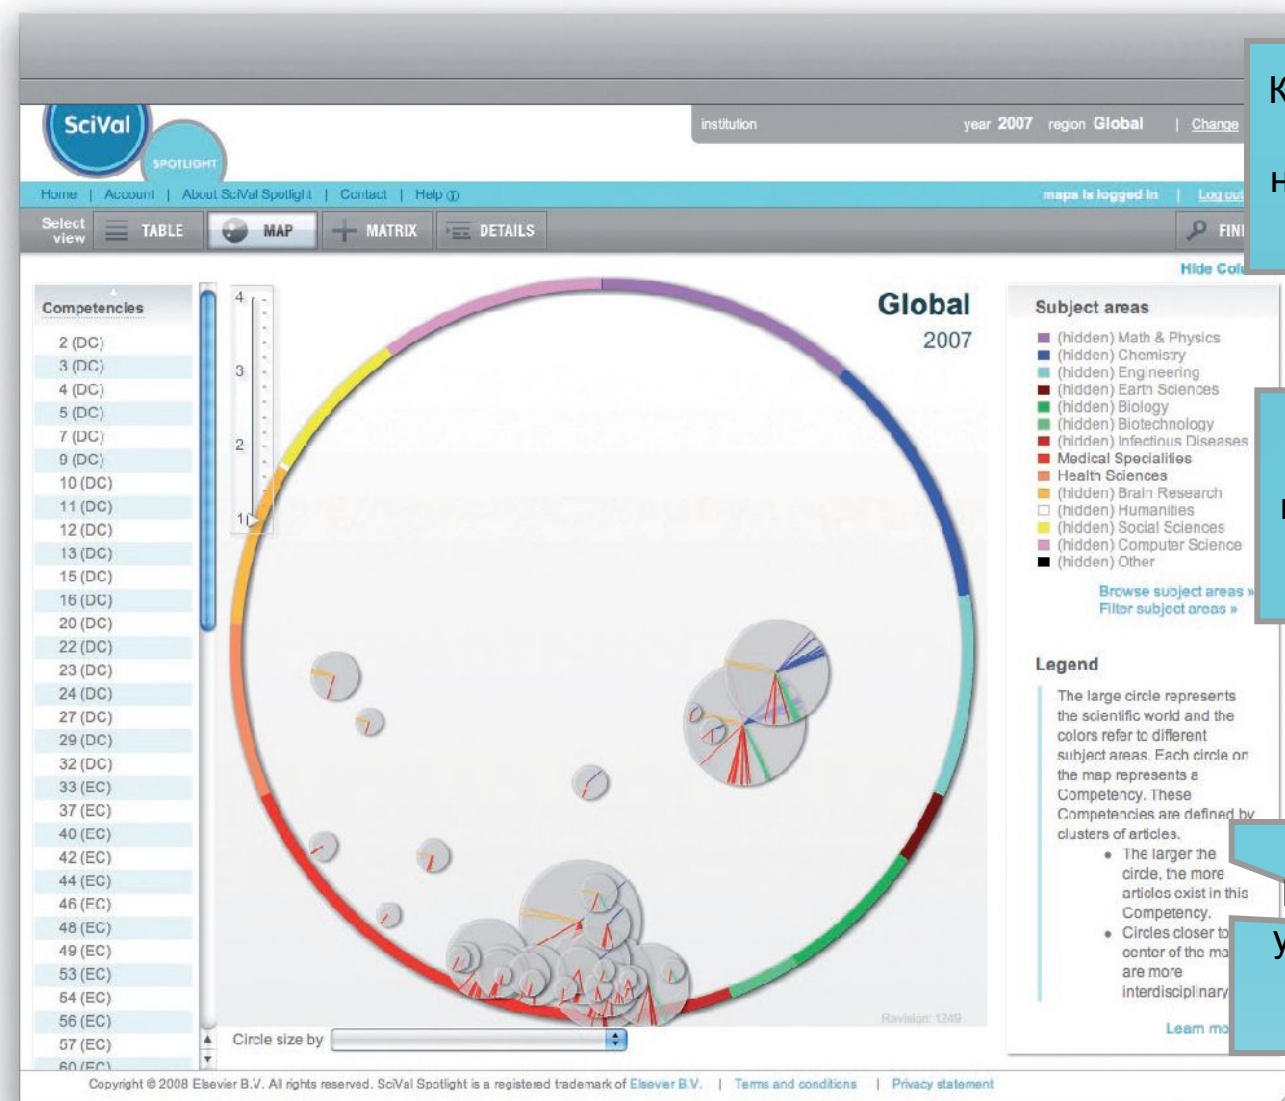 SciVal
SPOTLIGHT
institution year 2007 region Global | Change
Home | Account | About SciVal Spotlight | Contact | Help (?)
maps is logged in | Log out
Select view
TABLE
MAP
MATRIX
DETAILS
Hide
Competencies
2 (DC)
3 (DC)
4 (DC)
5 (DC)
7 (DC)
9 (DC)
10 (DC)
11 (DC)
12 (DC)
13 (DC)
15 (DC)
16 (DC)
20 (DC)
22 (DC)
23 (DC)
24 (DC)
27 (DC)
29 (DC)
32 (DC)
33 (EC)
37 (EC)
40 (EC)
42 (EC)
44 (EC)
46 (EC)
48 (EC)
49 (EC)
53 (EC)
54 (EC)
56 (EC)
57 (EC)
60 (EC)
4
3
2
1
Global
2007
Revision: 1249
Circle size by
Subject areas
(hidden) Math & Physics
(hidden) Chemistry
(hidden) Engineering
(hidden) Earth Sciences
(hidden) Biology
(hidden) Biotechnology
(hidden) Infectious Diseases
Medical Specialities
Health Sciences
(hidden) Brain Research
(hidden) Humanities
(hidden) Social Sciences
(hidden) Computer Science
(hidden) Other
Browse subject areas »
Filter subject areas »
Legend
The large circle represents
the scientific world and the
colors refer to different
subject areas. Each circle on
the map represents a
Competency. These
Competencies are defined by
clusters of articles.
• The larger the
circle, the more
articles exist in this
Competency.
• Circles closer to
center of the
are more
interdisciplinary
Learn
Copyright © 2008 Elsevier B.V. All rights reserved. SciVal Spotlight is a registered trademark of Elsevier B.V. | Terms and conditions | Privacy statement